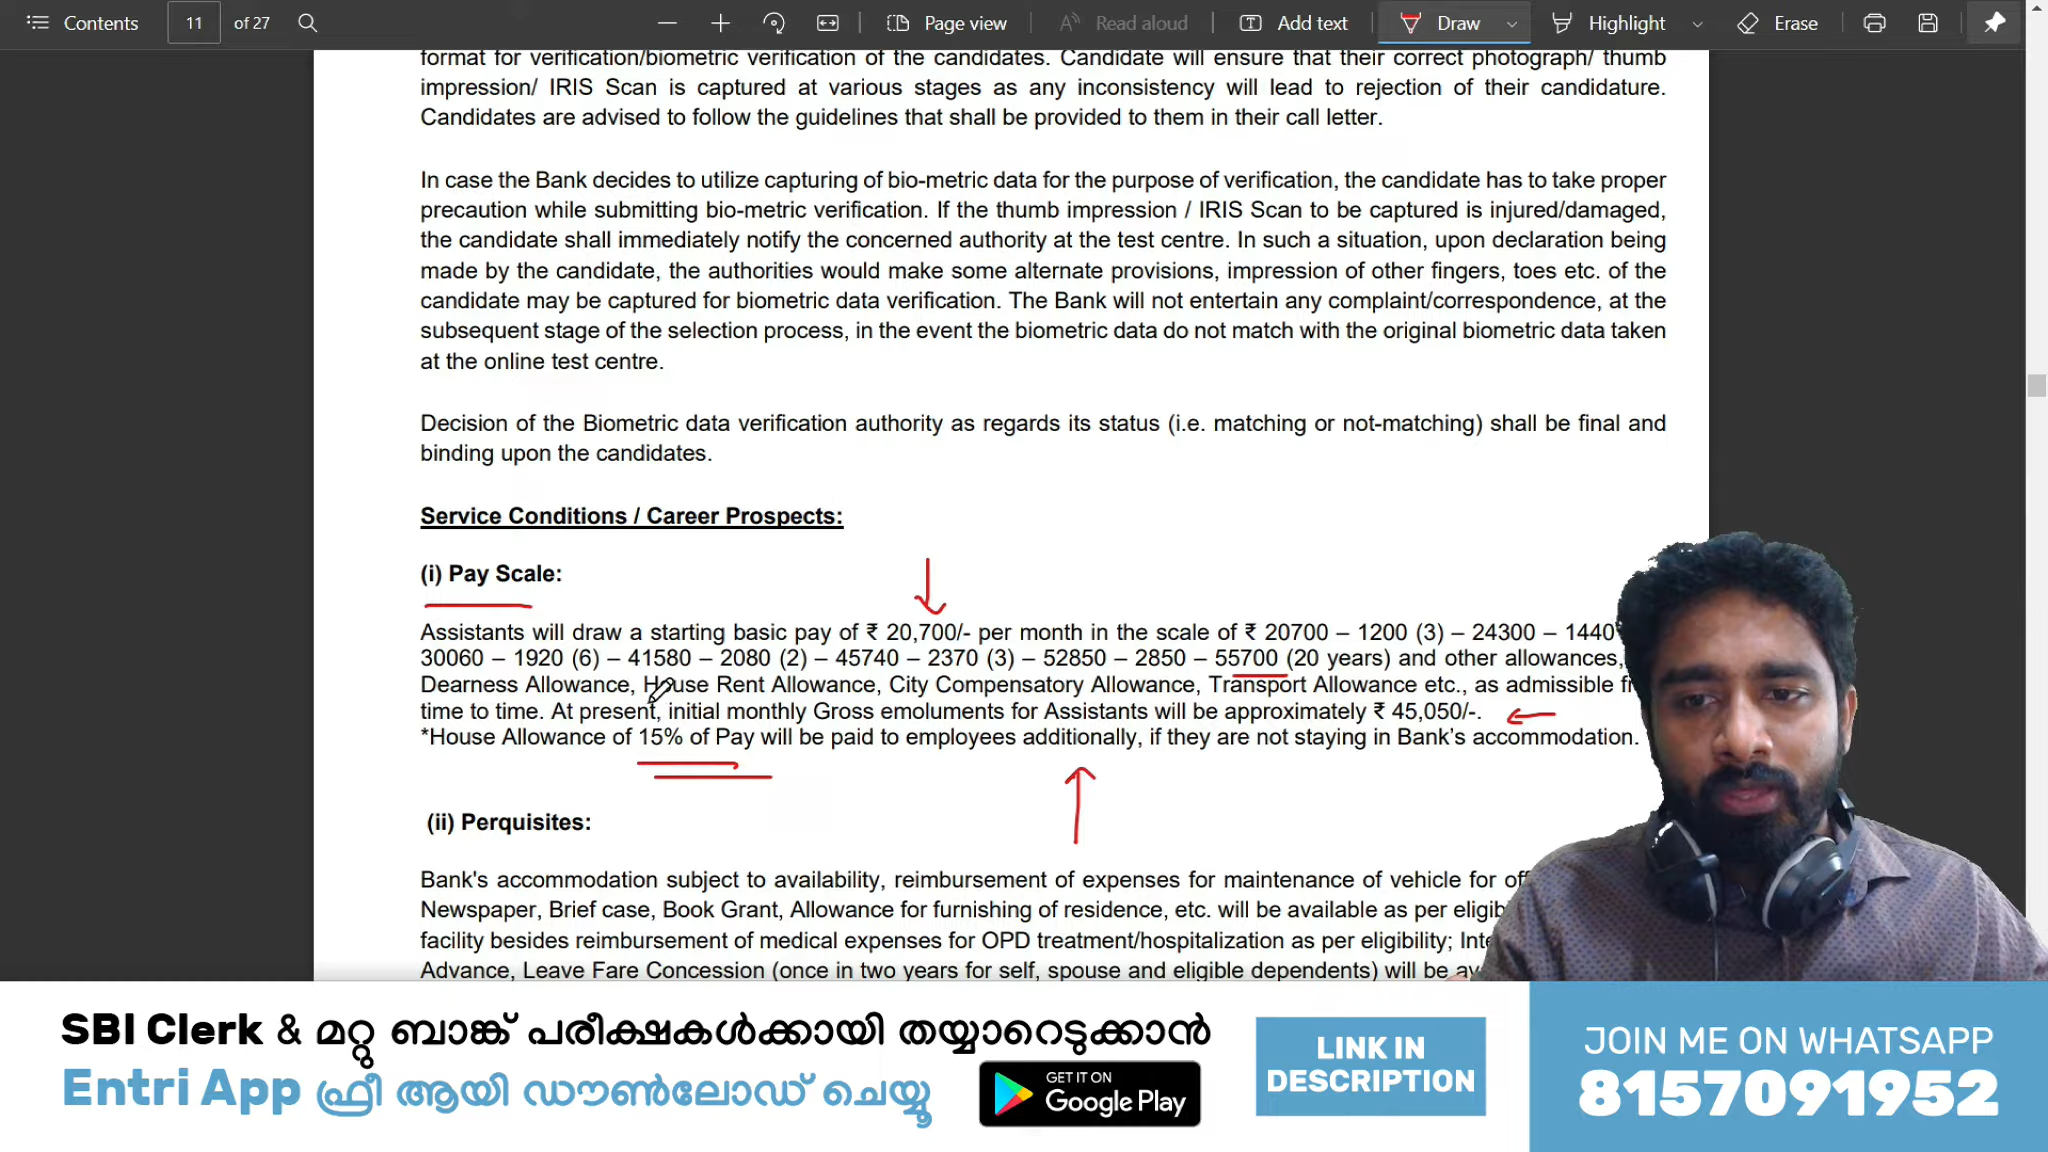 Contents 11 of 27 Page view Read aloud Add text Draw Highlight Erase
format for verification/biometric verification of the candidates. Candidate will ensure that their correct photograph/ thumb
impression/ IRIS Scan is captured at various stages as any inconsistency will lead to rejection of their candidature.
Candidates are advised to follow the guidelines that shall be provided to them in their call letter.
In case the Bank decides to utilize capturing of bio-metric data for the purpose of verification, the candidate has to take proper
precaution while submitting bio-metric verification. If the thumb impression / IRIS Scan to be captured is injured/damaged,
the candidate shall immediately notify the concerned authority at the test centre. In such a situation, upon declaration being
made by the candidate, the authorities would make some alternate provisions, impression of other fingers, toes etc. of the
candidate may be captured for biometric data verification. The Bank will not entertain any complaint/correspondence, at the
subsequent stage of the selection process, in the event the biometric data do not match with the original biometric data taken
at the online test centre.
Decision of the Biometric data verification authority as regards its status (i.e. matching or not-matching) shall be final and
binding upon the candidates.
Service Conditions / Career Prospects:
(i) Pay Scale:
Assistants will draw a starting basic pay of ₹ 20,700/- per month in the scale of ₹ 20700 – 1200 (3) – 24300 – 1440
30060 – 1920 (6) – 41580 – 2080 (2) – 45740 – 2370 (3) – 52850 – 2850 – 55700 (20 years) and other allowances,
Dearness Allowance, House Rent Allowance, City Compensatory Allowance, Transport Allowance etc., as admissible
time to time. At present, initial monthly Gross emoluments for Assistants will be approximately ₹ 45,050/-.
*House Allowance of 15% of Pay will be paid to employees additionally, if they are not staying in Bank's accommodation.
(ii) Perquisites:
Bank's accommodation subject to availability, reimbursement of expenses for maintenance of vehicle for
Newspaper, Brief case, Book Grant, Allowance for furnishing of residence, etc. will be available as per
facility besides reimbursement of medical expenses for OPD treatment/hospitalization as per eligibility;
Advance, Leave Fare Concession (once in two years for self, spouse and eligible dependents) will be
SBI Clerk & മറ്റു ബാങ്ക് പരീക്ഷകൾക്കായി തയ്യാറെടുക്കാൻ
Entri App ഫ്രീ ആയി ഡൗൺലോഡ് ചെയ്യൂ
GET IT ON
Google Play
LINK IN
DESCRIPTION
JOIN ME ON WHATSAPP
8157091952